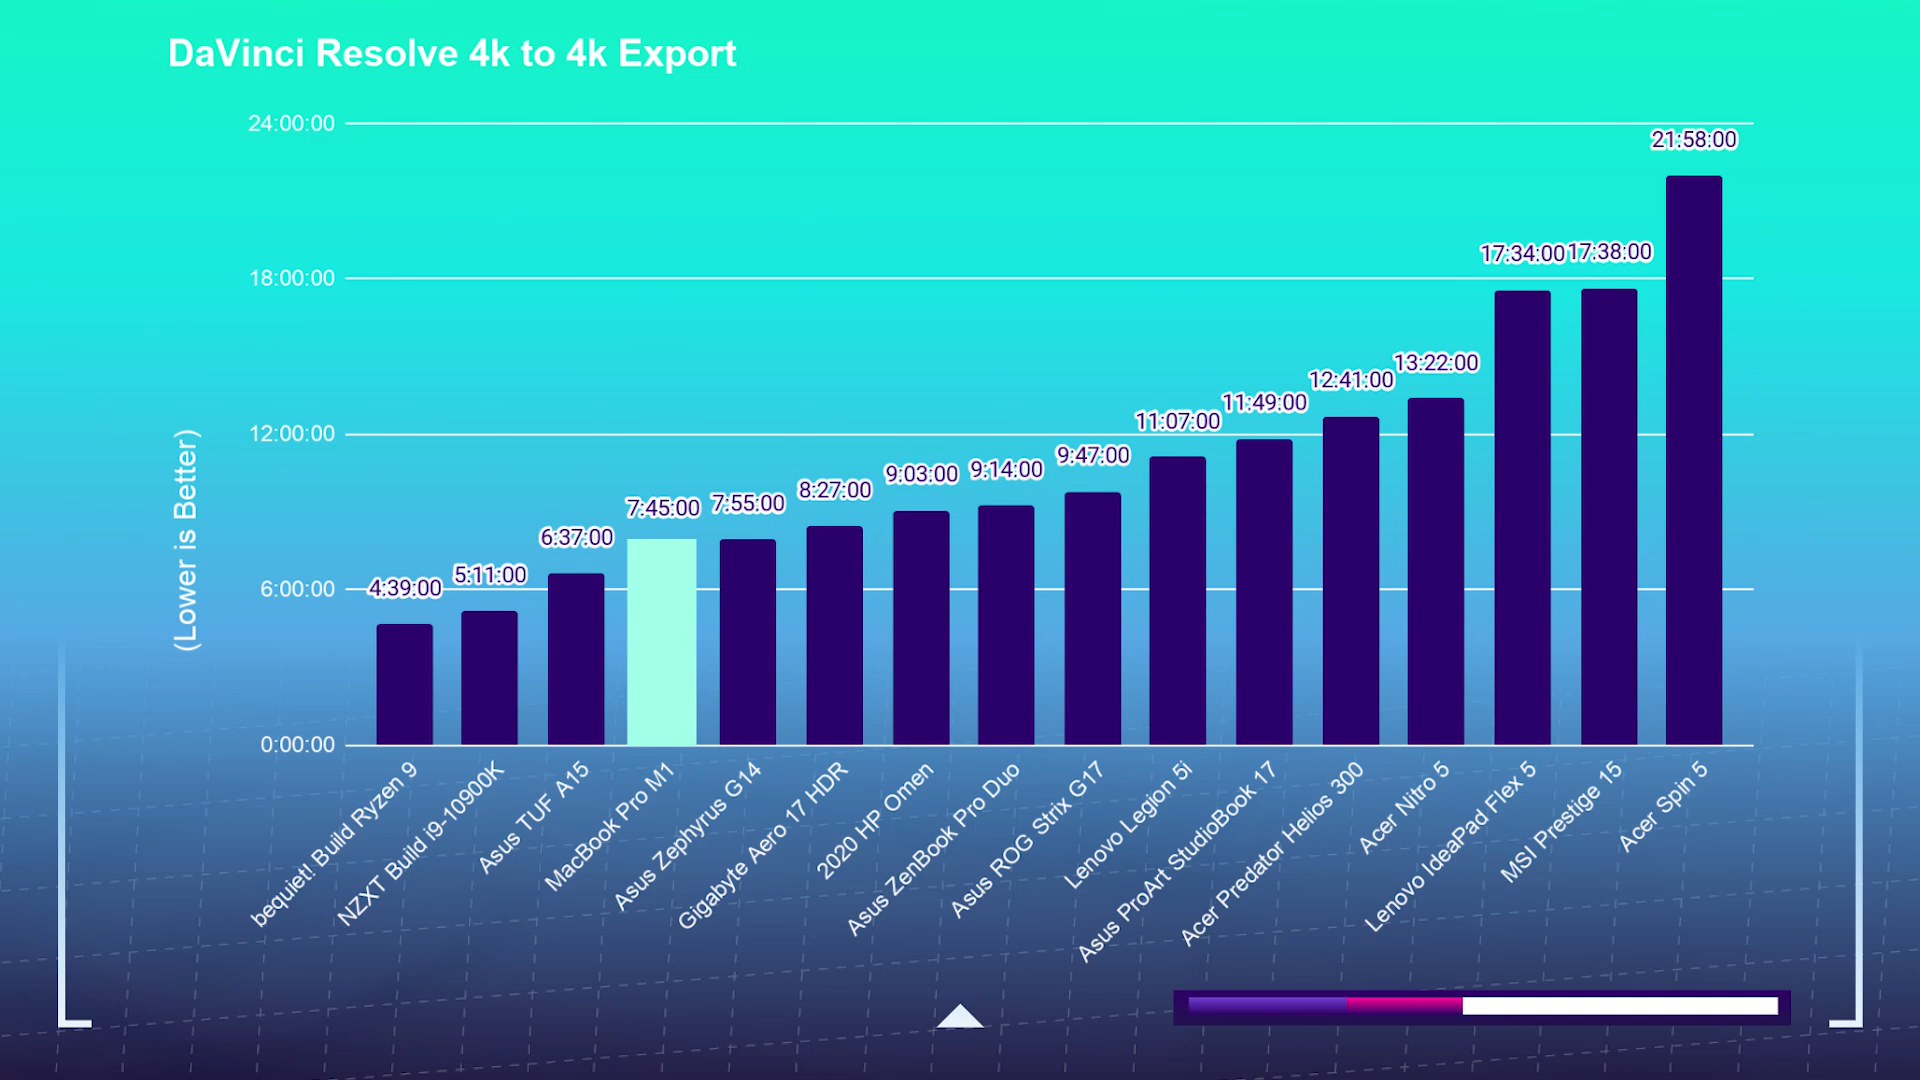 DaVinci Resolve 4k to 4k Export
24:00:00
18:00:00
12:00:00
6:00:00
0:00:00
(Lower is Better)
4:39:00
5:11:00
6:37:00
7:45:00
7:55:00
8:27:00
9:03:00
9:14:00
9:47:00
11:07:00
11:49:00
12:41:00
13:22:00
17:34:00
17:38:00
21:58:00
bequiet! Build Ryzen 9
NZXT Build i9-10900K
Asus TUF A15
MacBook Pro M1
Asus Zephyrus G14
Gigabyte Aero 17 HDR
2020 HP Omen
Asus ZenBook Pro Duo
Asus ROG Strix G17
Lenovo Legion 5i
Asus ProArt StudioBook 17
Acer Predator Helios 300
Acer Nitro 5
Lenovo IdeaPad Flex 5
MSI Prestige 15
Acer Spin 5